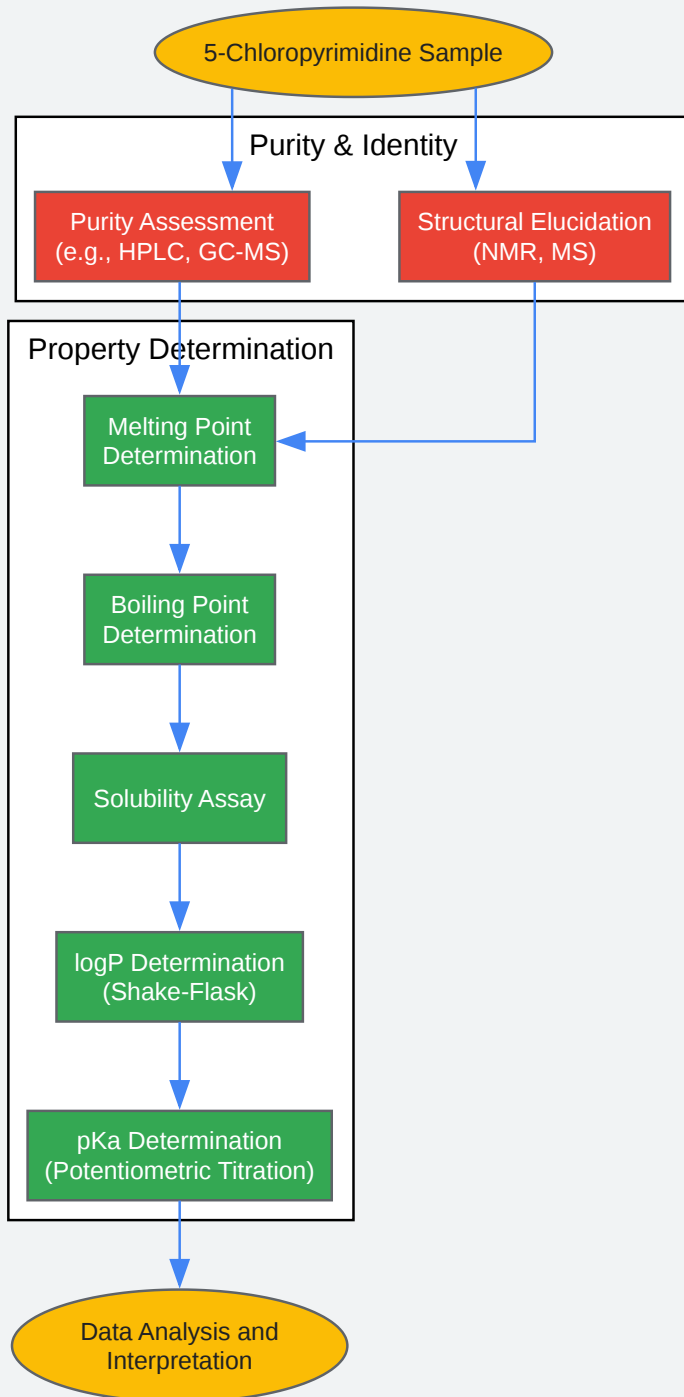 5-Chloropyrimidine Sample
Purity & Identity
Purity Assessment
(e.g., HPLC, GC-MS)
Structural Elucidation
(NMR, MS)
Property Determination
Melting Point
Determination
Boiling Point
Determination
Solubility Assay
logP Determination
(Shake-Flask)
pKa Determination
(Potentiometric Titration)
Data Analysis and
Interpretation